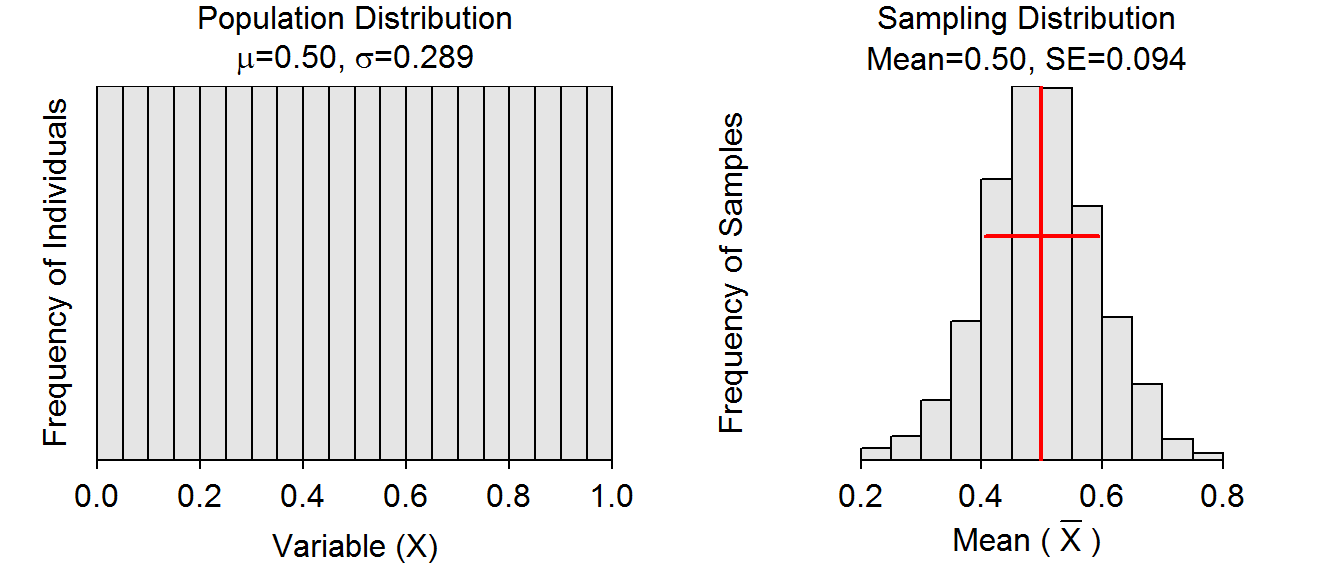 Population Distribution
μ=0.50, σ=0.289
Frequency of Individuals
0.0 0.2 0.4 0.6 0.8 1.0
Variable (X)
Sampling Distribution
Mean=0.50, SE=0.094
Frequency of Samples
0.2 0.4 0.6 0.8
Mean ( X̅ )